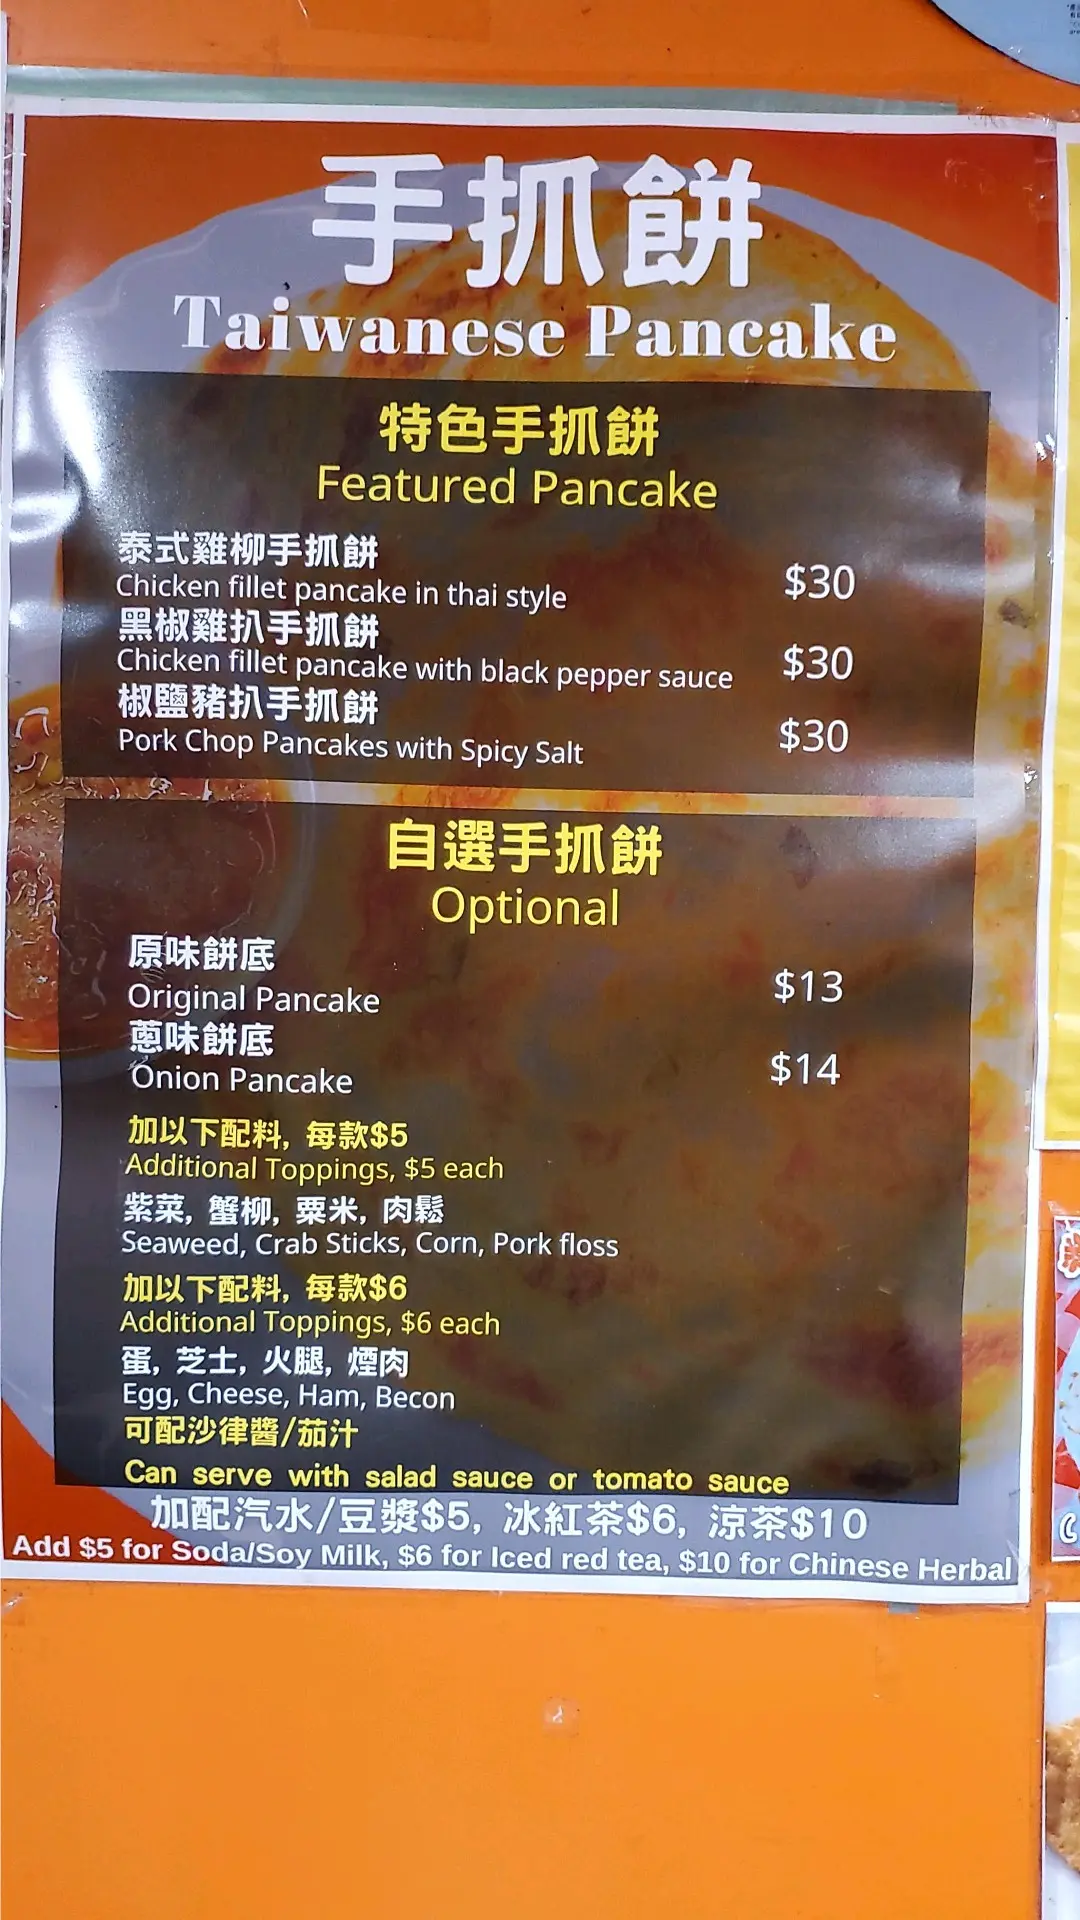 手抓餅
Taiwanese Pancake
特色手抓餅
Featured Pancake
泰式雞柳手抓餅
Chicken fillet pancake in thai style $30
黑椒雞扒手抓餅
Chicken fillet pancake with black pepper sauce $30
椒鹽豬扒手抓餅
Pork Chop Pancakes with Spicy Salt $30
自選手抓餅
Optional
原味餅底
Original Pancake $13
蔥味餅底
Onion Pancake $14
加以下配料, 每款$5
Additional Toppings, $5 each
紫菜, 蟹柳, 粟米, 肉鬆
Seaweed, Crab Sticks, Corn, Pork floss
加以下配料, 每款$6
Additional Toppings, $6 each
蛋, 芝士, 火腿, 煙肉
Egg, Cheese, Ham, Becon
可配沙律醬/茄汁
Can serve with salad sauce or tomato sauce
加配汽水/豆漿$5, 冰紅茶$6, 涼茶$10
Add $5 for Soda/Soy Milk, $6 for Iced red tea, $10 for Chinese Herbal